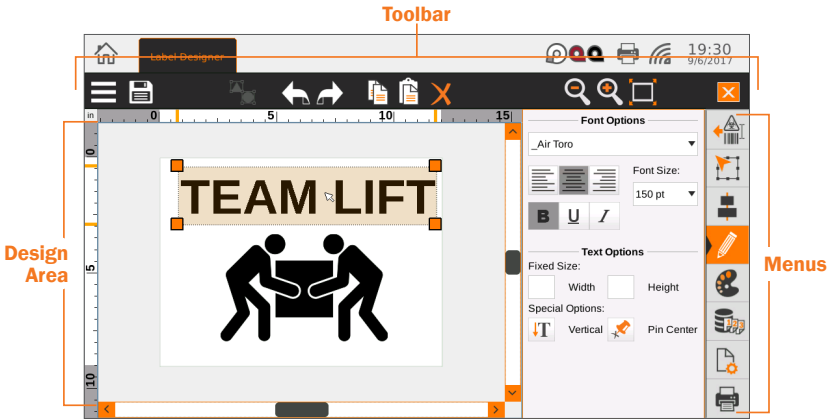 Toolbar
Label Designer
19:30
9/6/2017
in
0
5
10
15
Font Options
_Air Toro
Font Size:
150 pt
B U I
Text Options
Fixed Size:
Width
Height
Special Options:
T Vertical
Pin Center
0
5
10
TEAM LIFT
Design
Area
Menus
123